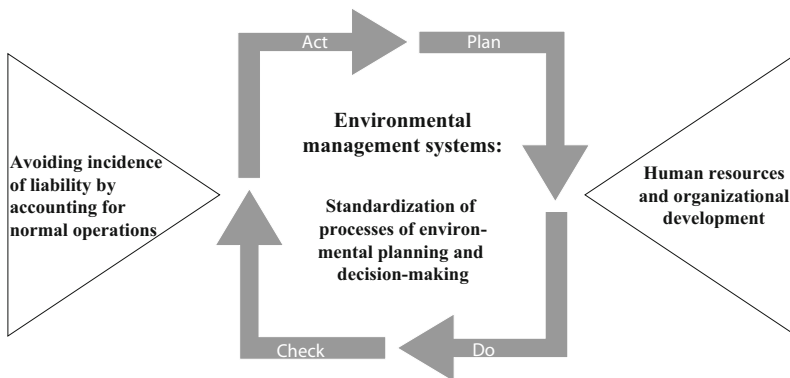 Act
Plan
Environmental
management systems:
Avoiding incidence
of liability by
accounting for
normal operations
Human resources
and organizational
development
Standardization of
processes of environ-
mental planning and
decision-making
Check
Do